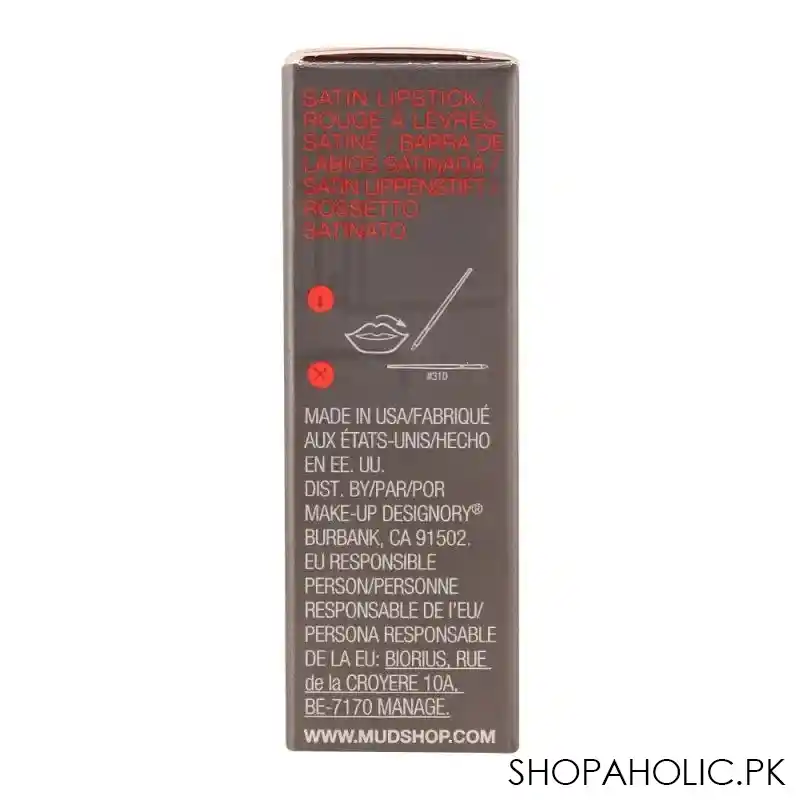 SATIN LIPSTICK /
ROUGE À LÈVRES
SATINÉ / BARRA DE
LABIOS SATINADA /
SATIN LIPPENSTIFT /
ROSSETTO
SATINATO
#310
MADE IN USA/FABRIQUÉ
AUX ÉTATS-UNIS/HECHO
EN EE. UU.
DIST. BY/PAR/POR
MAKE-UP DESIGNORY®
BURBANK, CA 91502.
EU RESPONSIBLE
PERSON/PERSONNE
RESPONSABLE DE l'EU/
PERSONA RESPONSABLE
DE LA EU: BIORIUS, RUE
de la CROYERE 10A,
BE-7170 MANAGE.
WWW.MUDSHOP.COM
SHOPAHOLIC.PK